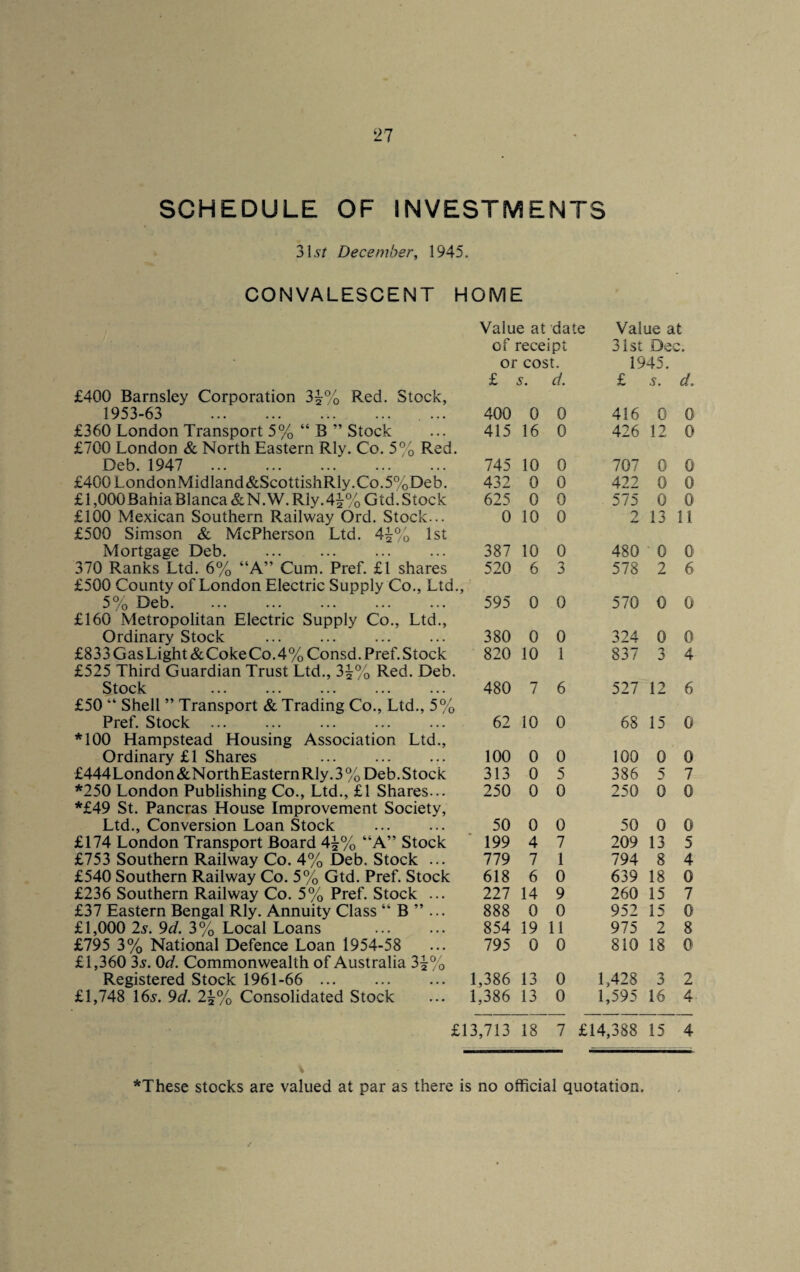 27
SCHEDULE OF INVESTMENTS
31st December, 1945.
CONVALESCENT HOME
Value at date Value at
of receipt 31st Dec.
or cost. 1945.
£ s. d. £ s. d.
£400 Barnsley Corporation 3½% Red. Stock,
1953-63 ... ... ... ... ... 400 0 0 416 0 0
£360 London Transport 5% “ B ” Stock ... 415 16 0 426 12 0
£700 London & North Eastern Rly. Co. 5% Red.
Deb. 1947 ... ... ... ... ... 745 10 0 707 0 0
£400 London Midland & Scottish Rly. Co. 5% Deb. 432 0 0 422 0 0
£1,000 Bahia Blanca & N.W. Rly. 4½% Gtd. Stock 625 0 0 575 0 0
£100 Mexican Southern Railway Ord. Stock... 0 10 0 2 13 11
£500 Simson & McPherson Ltd. 4½% 1st
Mortgage Deb. ... ... ... ... 387 10 0 480 0 0
370 Ranks Ltd. 6% “A” Cum. Pref. £1 shares 520 6 3 578 2 6
£500 County of London Electric Supply Co., Ltd.,
5% Deb. ... ... ... ... ... 595 0 0 570 0 0
£160 Metropolitan Electric Supply Co., Ltd.,
Ordinary Stock ... ... ... ... 380 0 0 324 0 0
£833 Gas Light & Coke Co. 4% Consd. Pref. Stock 820 10 1 837 3 4
£525 Third Guardian Trust Ltd., 3½% Red. Deb.
Stock ... ... ... ... ... 480 7 6 527 12 6
£50 “ Shell ” Transport & Trading Co., Ltd., 5%
Pref. Stock ... ... ... ... ... 62 10 0 68 15 0
*100 Hampstead Housing Association Ltd.,
Ordinary £1 Shares ... ... ... 100 0 0 100 0 0
£444 London & North Eastern Rly. 3% Deb. Stock 313 0 5 386 5 7
*250 London Publishing Co., Ltd., £1 Shares... 250 0 0 250 0 0
*£49 St. Pancras House Improvement Society,
Ltd., Conversion Loan Stock ... ... 50 0 0 50 0 0
£174 London Transport Board 4½% “A” Stock 199 4 7 209 13 5
£753 Southern Railway Co. 4% Deb. Stock ... 779 7 1 794 8 4
£540 Southern Railway Co. 5% Gtd. Pref. Stock 618 6 0 639 18 0
£236 Southern Railway Co. 5% Pref. Stock ... 227 14 9 260 15 7
£37 Eastern Bengal Rly. Annuity Class “ B ” ... 888 0 0 952 15 0
£1,000 2s. 9d. 3% Local Loans ... ... 854 19 11 975 2 8
£795 3% National Defence Loan 1954-58 ... 795 0 0 810 18 0
£1,360 3s. 0d. Commonwealth of Australia 3½%
Registered Stock 1961-66 ... ... ... 1,386 13 0 1,428 3 2
£1,748 16s. 9d. 2½% Consolidated Stock ... 1,386 13 0 1,595 16 4
£13,713 18 7 £14,388 15 4
*These stocks are valued at par as there is no official quotation.